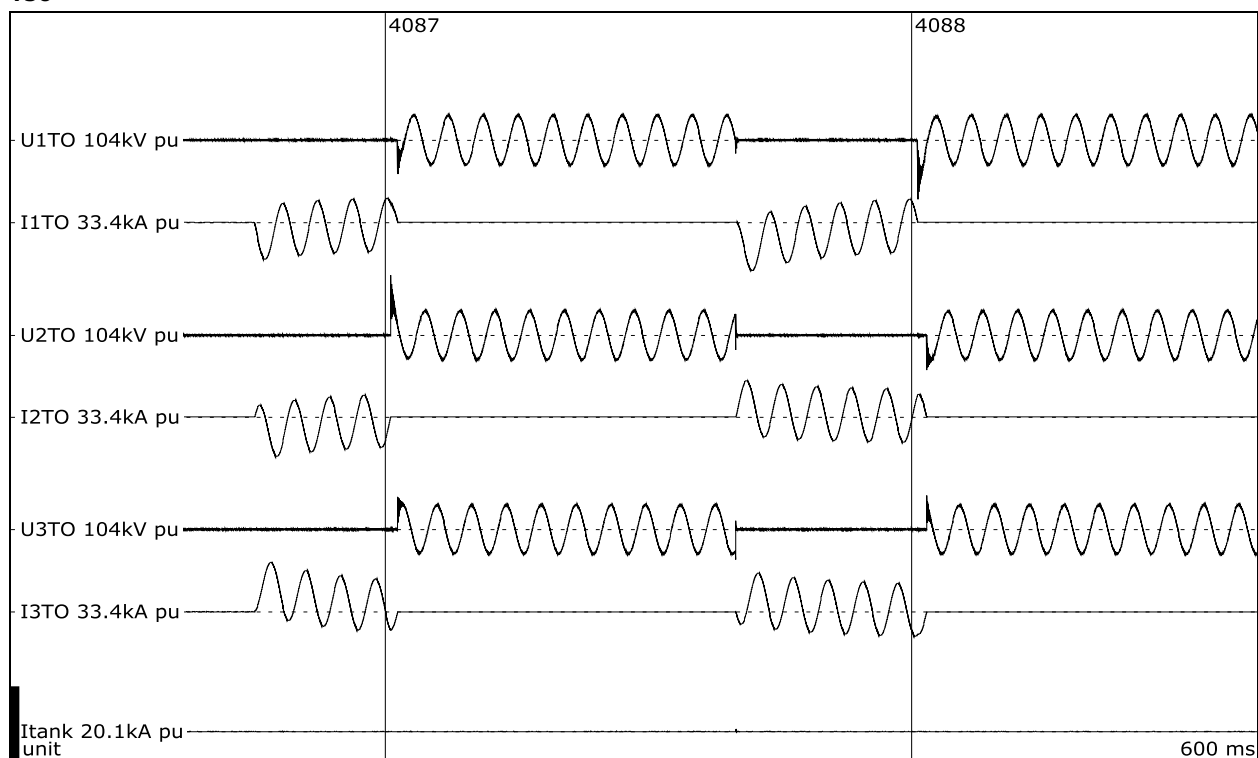 4087
4088
U1TO 104kV pu
I1TO 33.4kA pu
U2TO 104kV pu
I2TO 33.4kA pu
U3TO 104kV pu
I3TO 33.4kA pu
Itank 20.1kA pu
unit
600 ms